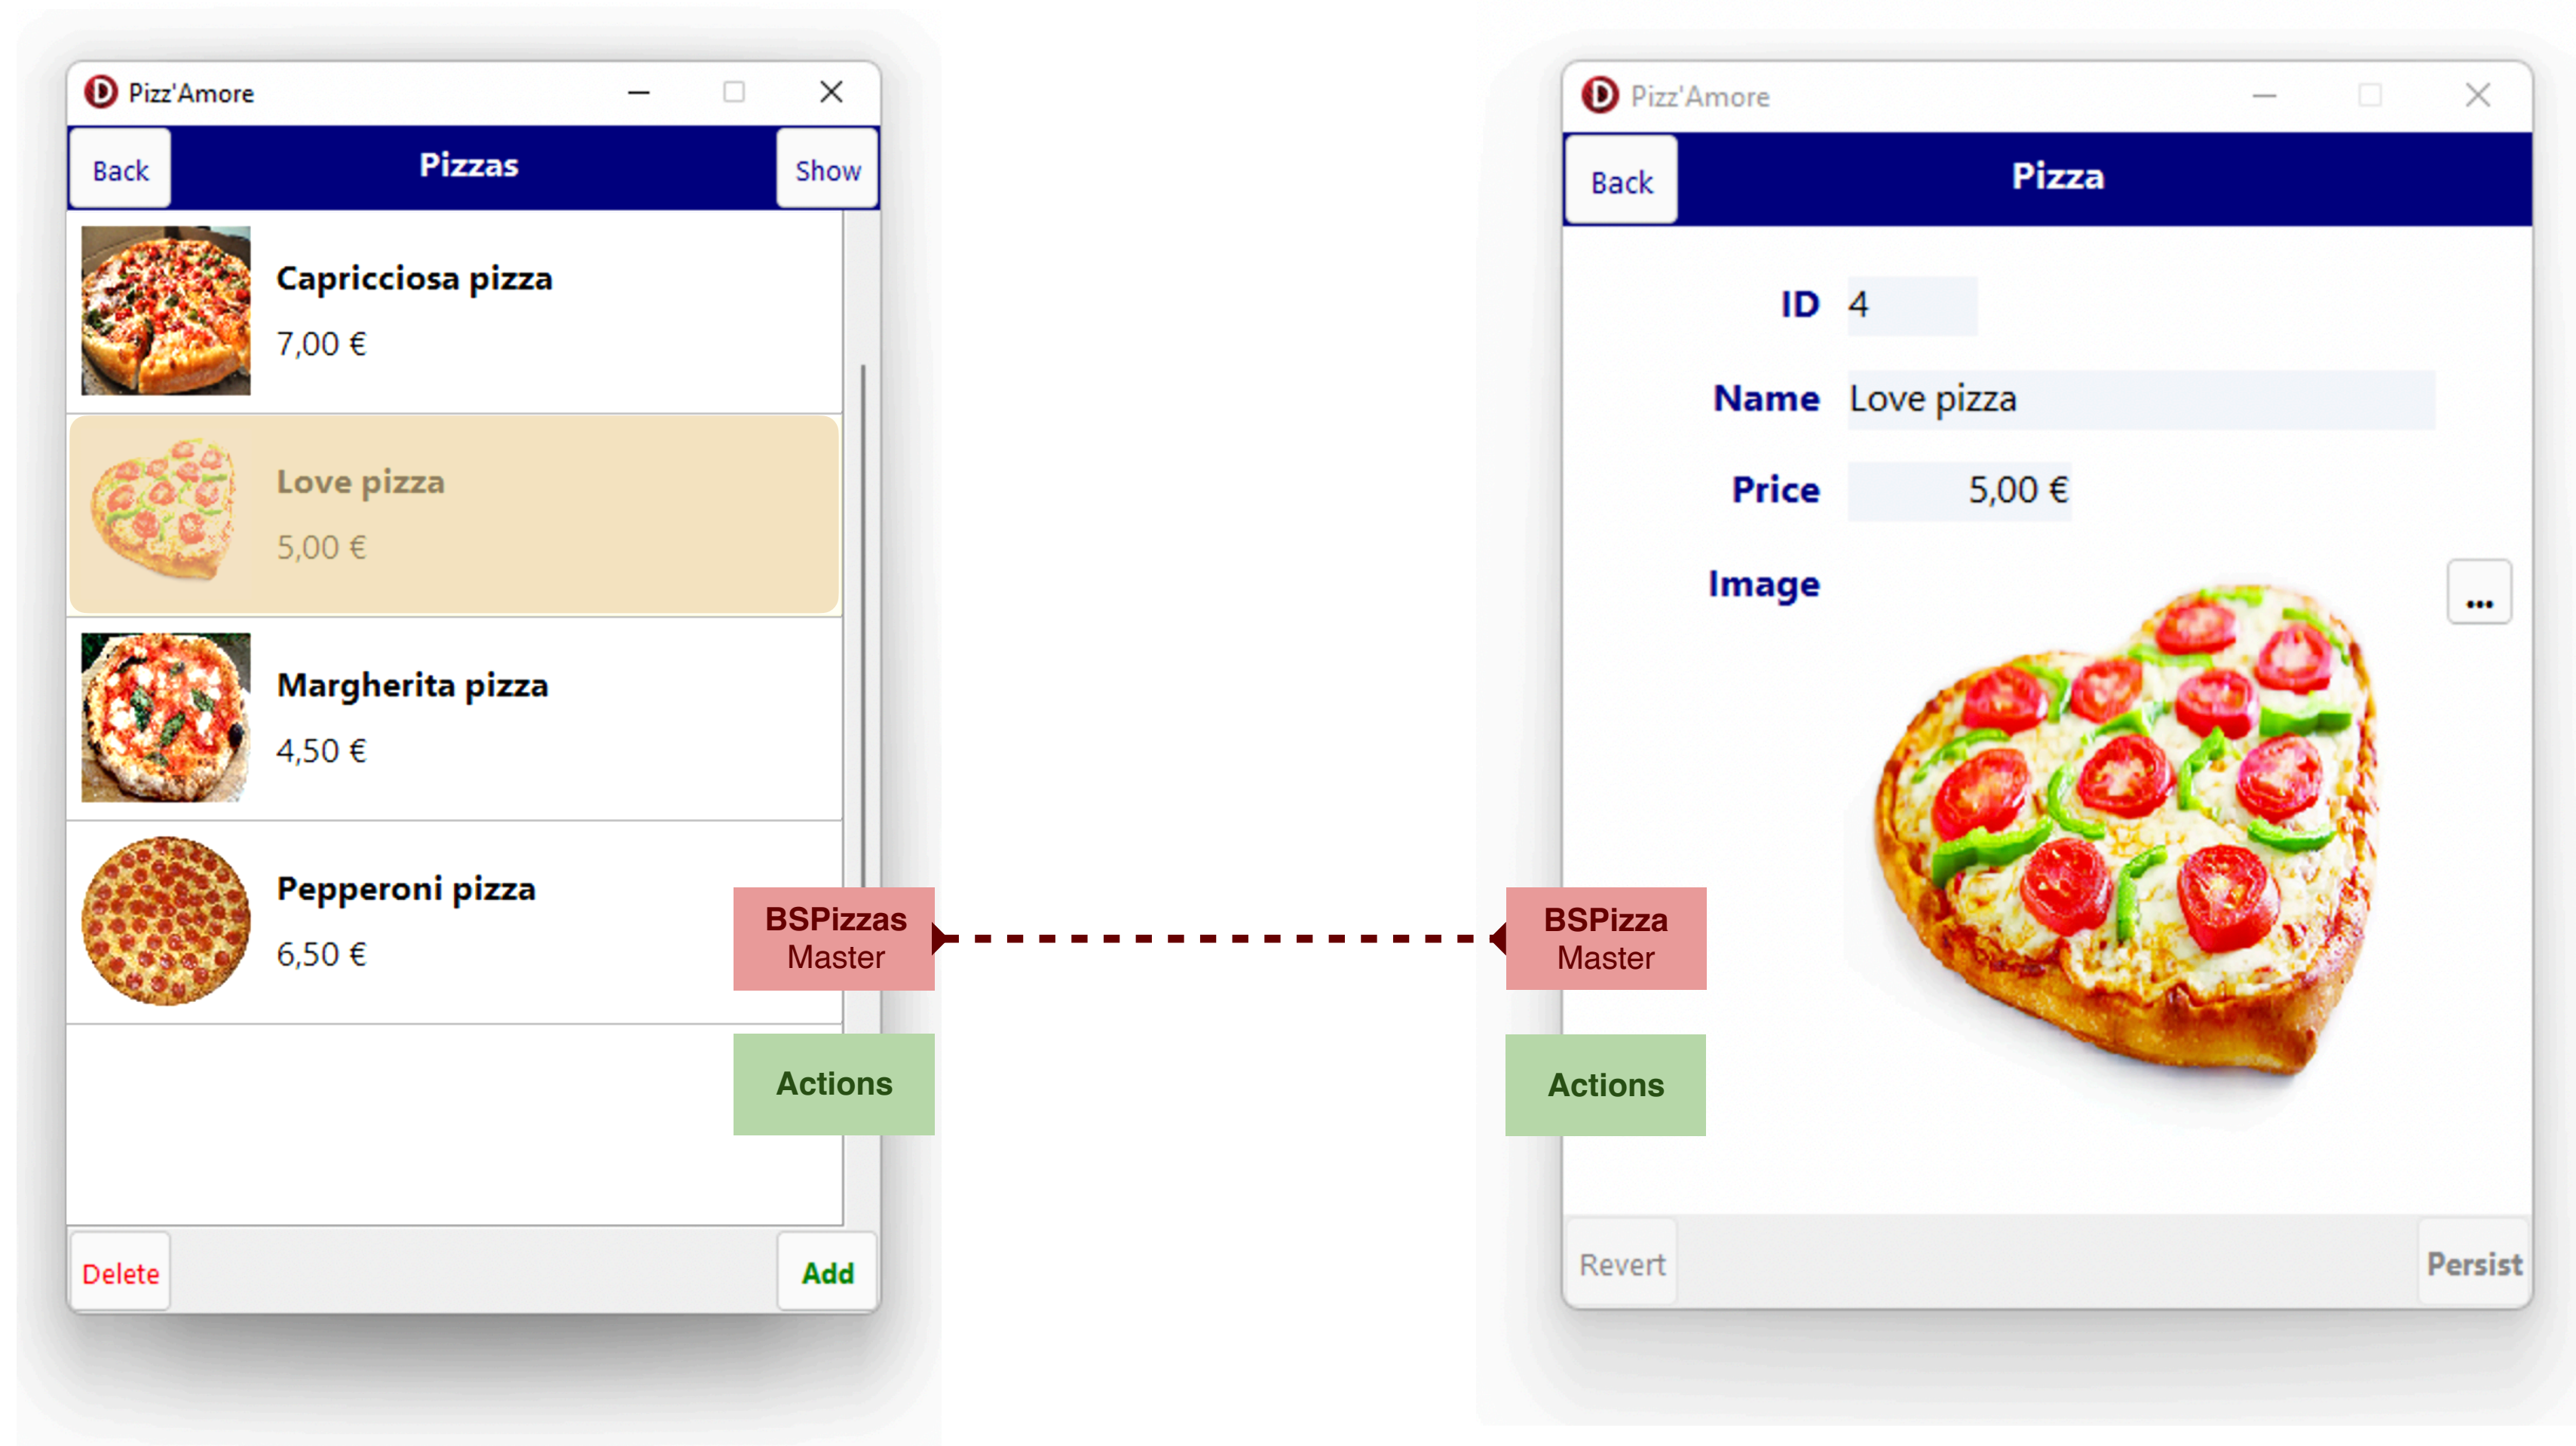 Pizz'Amore
Back
Pizzas
Show
Capricciosa pizza
7,00 €
Love pizza
5,00 €
Margherita pizza
4,50 €
Pepperoni pizza
6,50 €
BSPizzas
Master
Actions
Delete
Add
Pizz'Amore
Back
Pizza
ID 4
Name Love pizza
Price 5,00 €
Image
...
BSPizza
Master
Actions
Revert
Persist